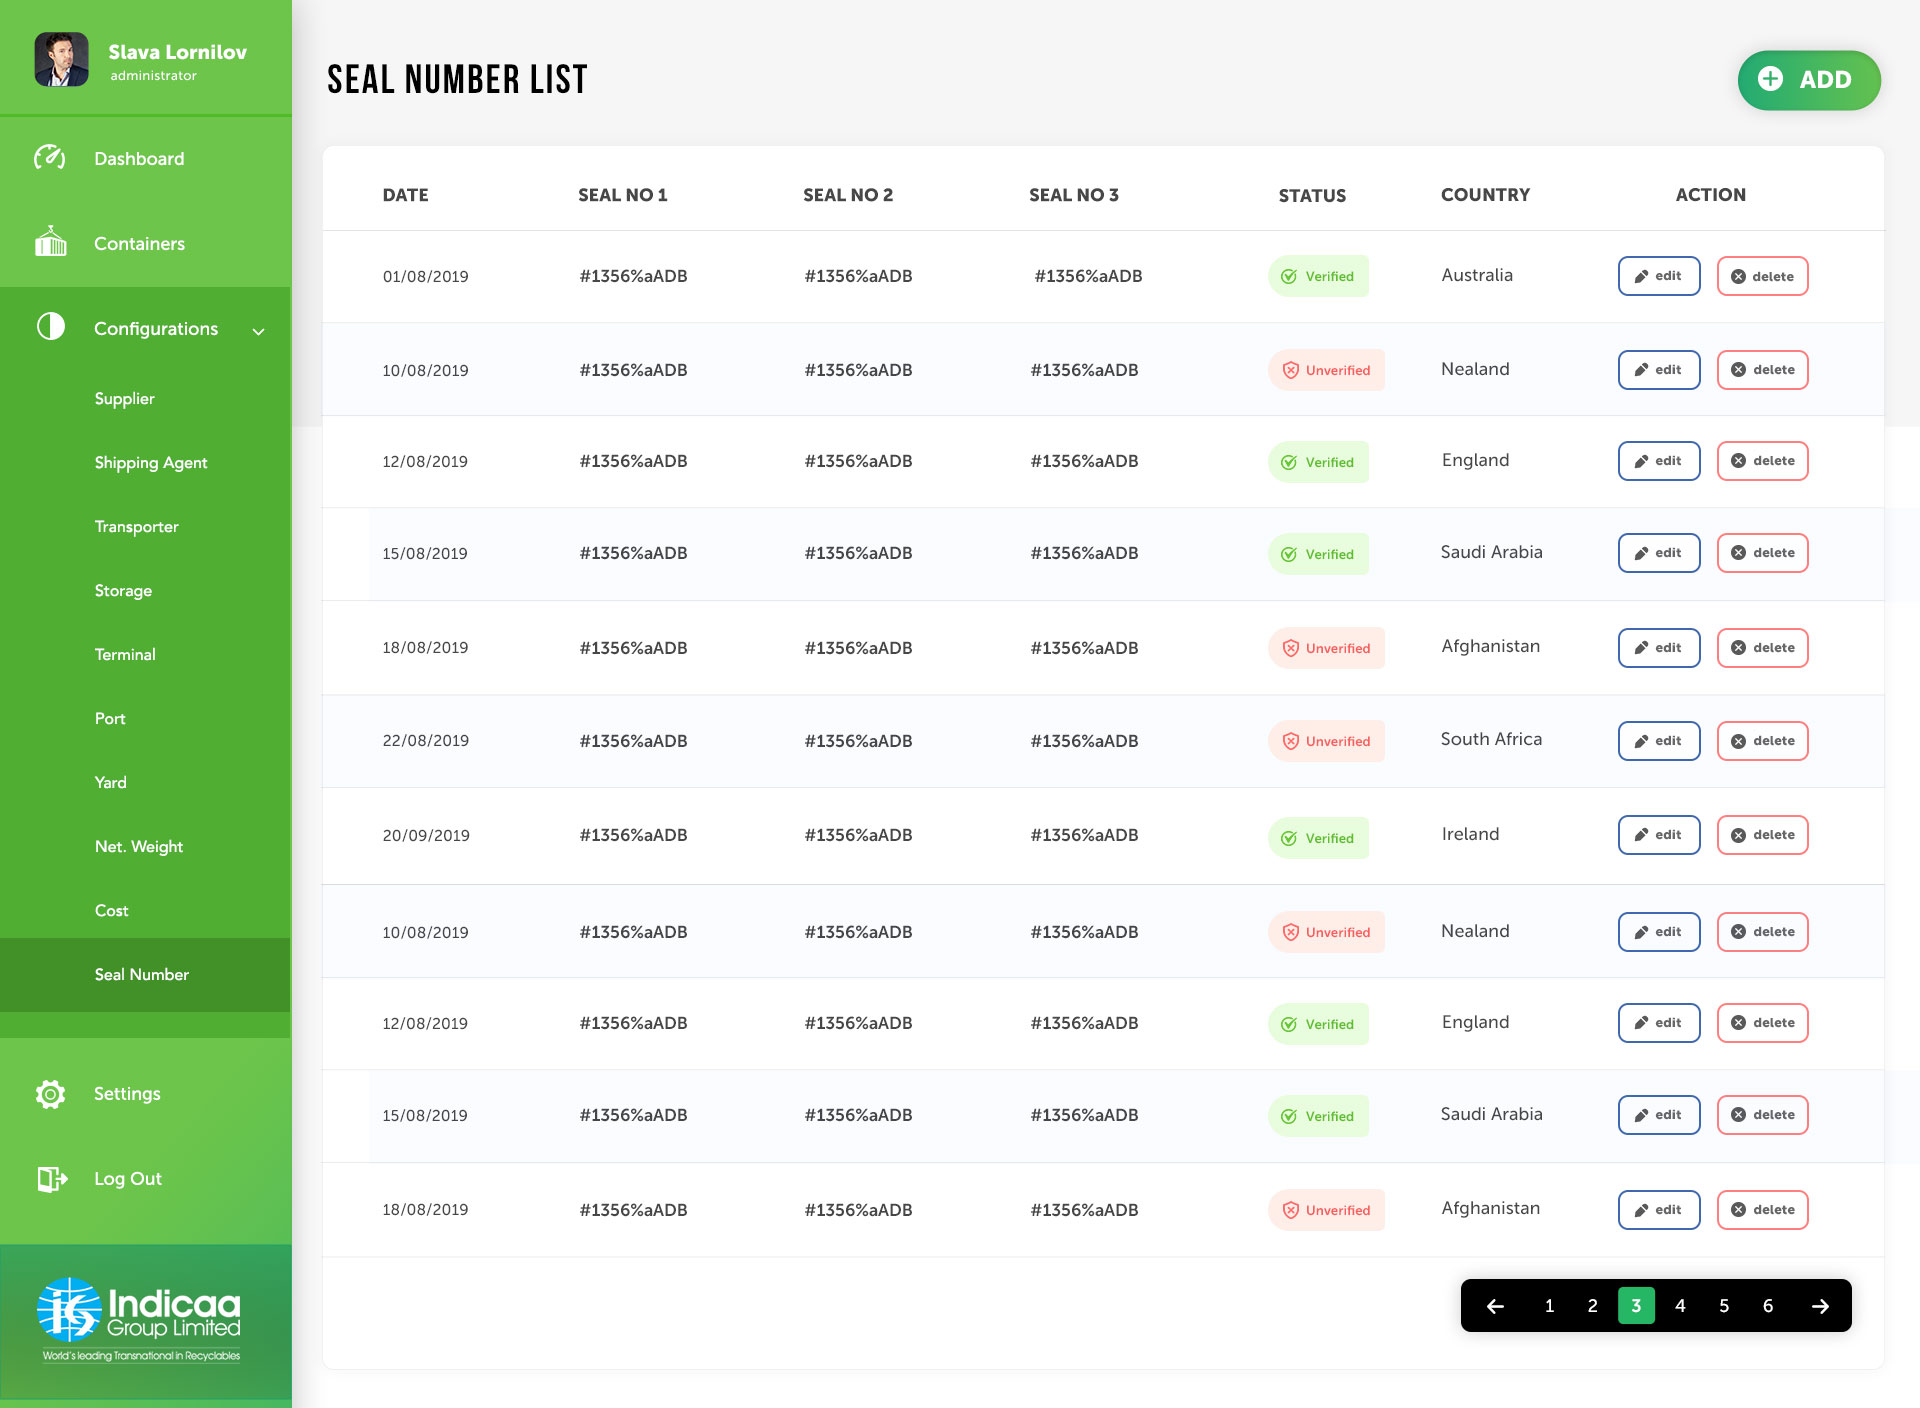 Slava Lornilov
administrator
Dashboard
Containers
Configurations
Supplier
Shipping Agent
Transporter
Storage
Terminal
Port
Yard
Net. Weight
Cost
Seal Number
Settings
Log Out
iGS Indicaa
Group Limited
World's leading Transnational in Recyclables
SEAL NUMBER LIST
ADD
DATE SEAL NO 1 SEAL NO 2 SEAL NO 3 STATUS COUNTRY ACTION
01/08/2019 #1356%aADB #1356%aADB #1356%aADB Verified Australia edit delete
10/08/2019 #1356%aADB #1356%aADB #1356%aADB Unverified Nealand edit delete
12/08/2019 #1356%aADB #1356%aADB #1356%aADB Verified England edit delete
15/08/2019 #1356%aADB #1356%aADB #1356%aADB Verified Saudi Arabia edit delete
18/08/2019 #1356%aADB #1356%aADB #1356%aADB Unverified Afghanistan edit delete
22/08/2019 #1356%aADB #1356%aADB #1356%aADB Unverified South Africa edit delete
20/09/2019 #1356%aADB #1356%aADB #1356%aADB Verified Ireland edit delete
10/08/2019 #1356%aADB #1356%aADB #1356%aADB Unverified Nealand edit delete
12/08/2019 #1356%aADB #1356%aADB #1356%aADB Verified England edit delete
15/08/2019 #1356%aADB #1356%aADB #1356%aADB Verified Saudi Arabia edit delete
18/08/2019 #1356%aADB #1356%aADB #1356%aADB Unverified Afghanistan edit delete
1 2 3 4 5 6